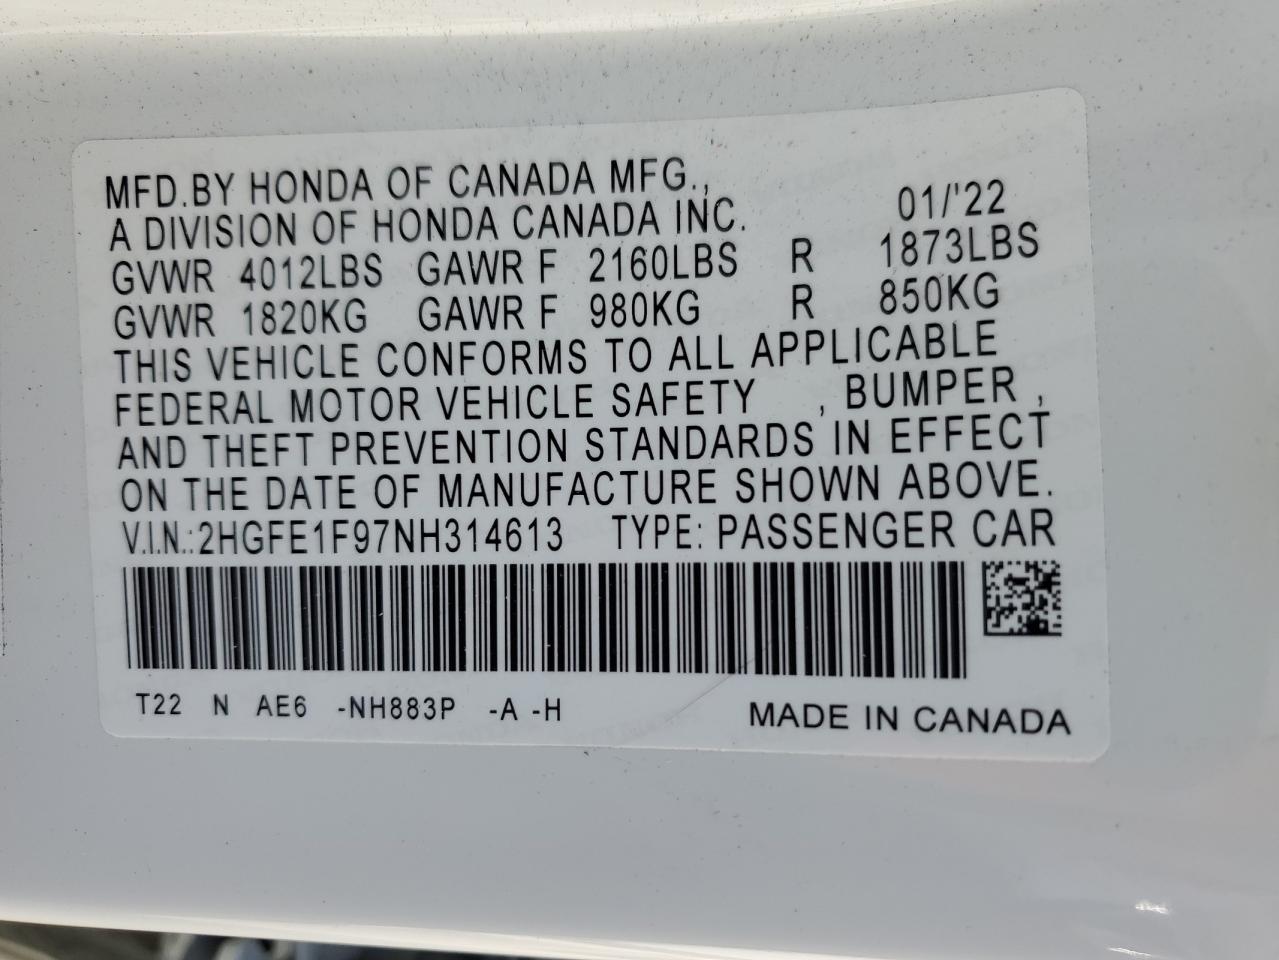 MFD.BY HONDA OF CANADA MFG.,
A DIVISION OF HONDA CANADA INC. 01/'22
GVWR 4012LBS GAWR F 2160LBS R 1873LBS
GVWR 1820KG GAWR F 980KG R 850KG
THIS VEHICLE CONFORMS TO ALL APPLICABLE
FEDERAL MOTOR VEHICLE SAFETY , BUMPER ,
AND THEFT PREVENTION STANDARDS IN EFFECT
ON THE DATE OF MANUFACTURE SHOWN ABOVE.
V.I.N.:2HGFE1F97NH314613 TYPE: PASSENGER CAR
T22 N AE6 -NH883P -A -H
MADE IN CANADA